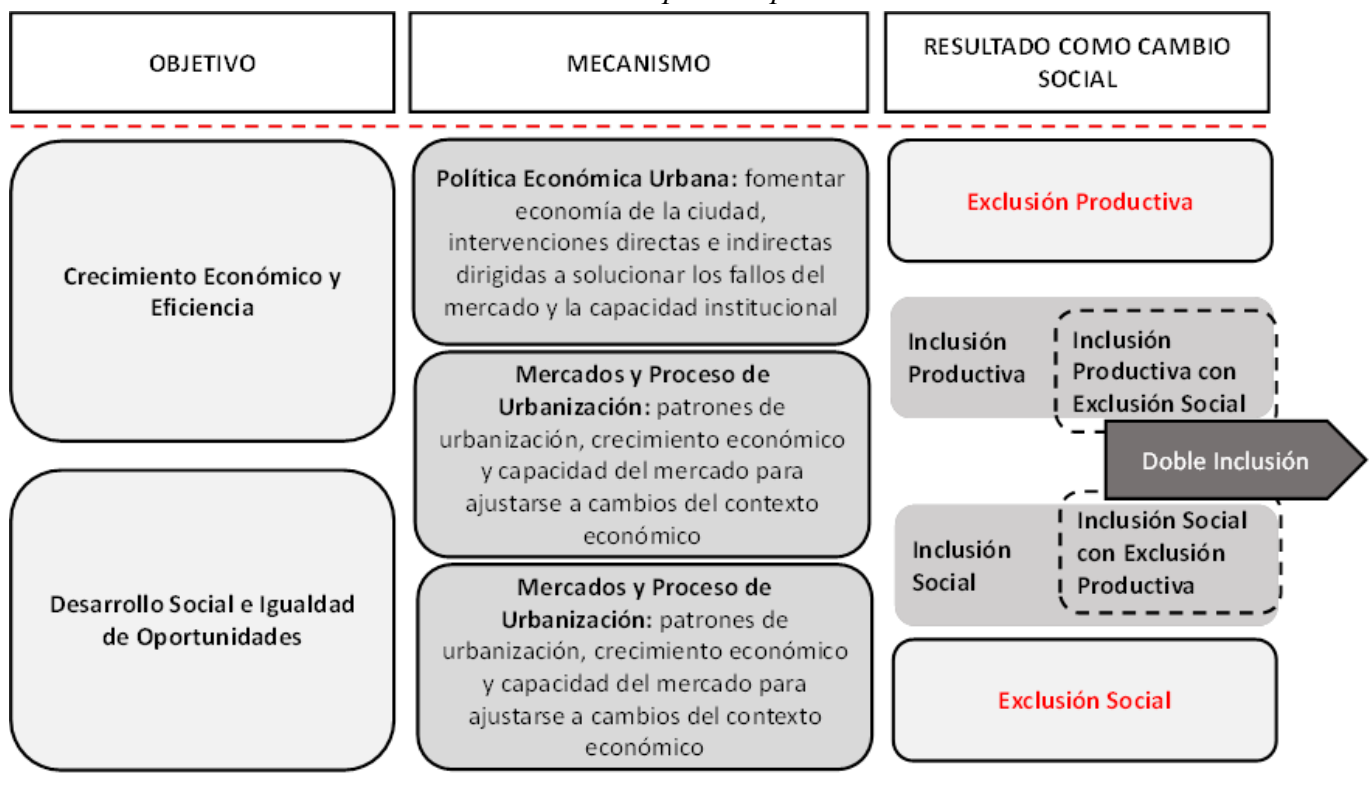 OBJETIVO
MECANISMO
RESULTADO COMO CAMBIO
SOCIAL
Crecimiento Económico y
Eficiencia
Desarrollo Social e Igualdad
de Oportunidades
Política Económica Urbana: fomentar
economía de la ciudad,
intervenciones directas e indirectas
dirigidas a solucionar los fallos del
mercado y la capacidad institucional
Mercados y Proceso de
Urbanización: patrones de
urbanización, crecimiento económico
y capacidad del mercado para
ajustarse a cambios del contexto
económico
Mercados y Proceso de
Urbanización: patrones de
urbanización, crecimiento económico
y capacidad del mercado para
ajustarse a cambios del contexto
económico
Exclusión Productiva
Inclusión
Productiva
Inclusión
Productiva con
Exclusión Social
Doble Inclusión
Inclusión
Social
Inclusión Social
con Exclusión
Productiva
Exclusión Social